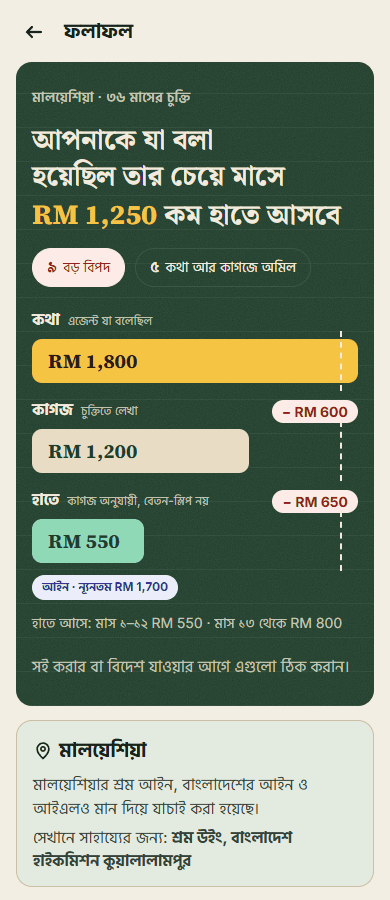 ফলাফল
মালয়েশিয়া · ৩৬ মাসের চুক্তি
আপনাকে যা বলা
হয়েছিল তার চেয়ে মাসে
RM 1,250 কম হাতে আসবে
৯ বড় বিপদ
৫ কথা আর কাগজে অমিল
কথা এজেন্ট যা বলেছিল
RM 1,800
কাগজ চুক্তিতে লেখা
– RM 600
RM 1,200
হাতে কাগজ অনুযায়ী, বেতন-স্লিপ নয়
– RM 650
RM 550
আইন · ন্যূনতম RM 1,700
হাতে আসে: মাস ১–১২ RM 550 · মাস ১৩ থেকে RM 800
সই করার বা বিদেশ যাওয়ার আগে এগুলো ঠিক করান।
মালয়েশিয়া
মালয়েশিয়ার শ্রম আইন, বাংলাদেশের আইন ও
আইএলও মান দিয়ে যাচাই করা হয়েছে।
সেখানে সাহায্যের জন্য: শ্রম উইং, বাংলাদেশ
হাইকমিশন কুয়ালালামপুর